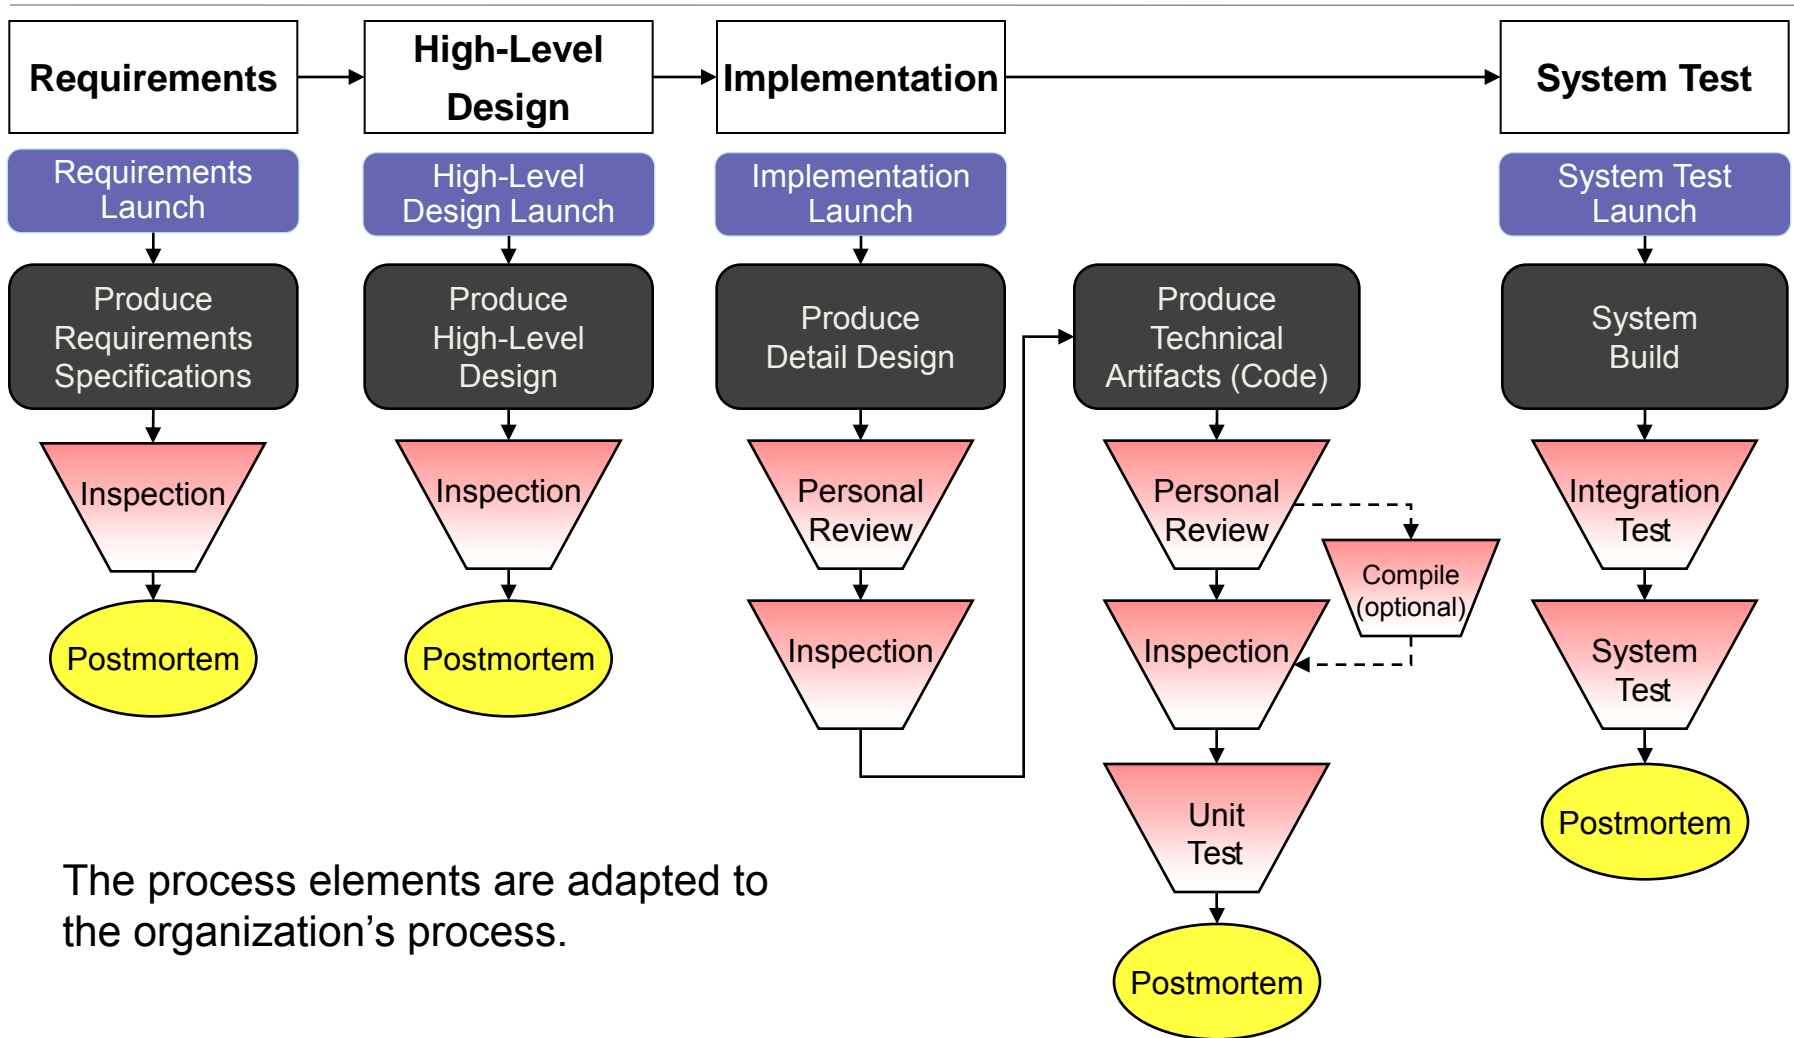 Requirements
High-Level
Design
Implementation
System Test
Requirements
Launch
High-Level
Design Launch
Implementation
Launch
System Test
Launch
Produce
Requirements
Specifications
Produce
High-Level
Design
Produce
Detail Design
Produce
Technical
Artifacts (Code)
System
Build
Inspection
Inspection
Personal
Review
Personal
Review
Integration
Test
Compile
(optional)
Postmortem
Postmortem
Inspection
Inspection
System
Test
Unit
Test
Postmortem
Postmortem
The process elements are adapted to
the organization’s process.